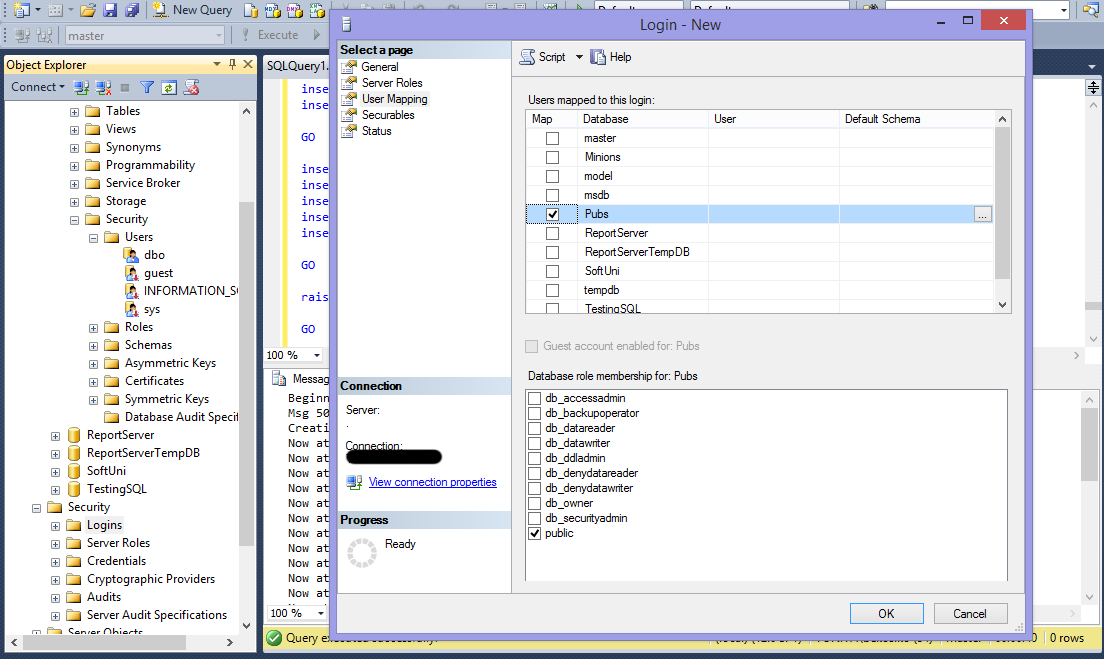 New Query
Default
Default
master
Execute
Object Explorer
Connect
Tables
Views
Synonyms
Programmability
Service Broker
Storage
Security
Users
dbo
guest
INFORMATION_S
sys
Roles
Schemas
Asymmetric Keys
Certificates
Symmetric Keys
Database Audit Specif
ReportServer
ReportServerTempDB
SoftUni
TestingSQL
Security
Logins
Server Roles
Credentials
Cryptographic Providers
Audits
Server Audit Specifications
Server Objects
SQLQuery1.
inse
inse
GO
inse
inse
inse
inse
inse
GO
rais
GO
100 %
Messag
Beginn
Msg 50
Creati
Now at
Now at
Now at
Now at
Now at
Now at
Now at
Now at
Now at
Now at
Now at
100 %
Query executed successfully.
0 rows
Login - New
Select a page
General
Server Roles
User Mapping
Securables
Status
Connection
Server:
.
Connection:
View connection properties
Progress
Ready
Script
Help
Users mapped to this login:
Map Database User Default Schema
master
Minions
model
msdb
Pubs ...
ReportServer
ReportServerTempDB
SoftUni
tempdb
TestingSQL
Guest account enabled for: Pubs
Database role membership for: Pubs
db_accessadmin
db_backupoperator
db_datareader
db_datawriter
db_ddladmin
db_denydatareader
db_denydatawriter
db_owner
db_securityadmin
public
OK Cancel